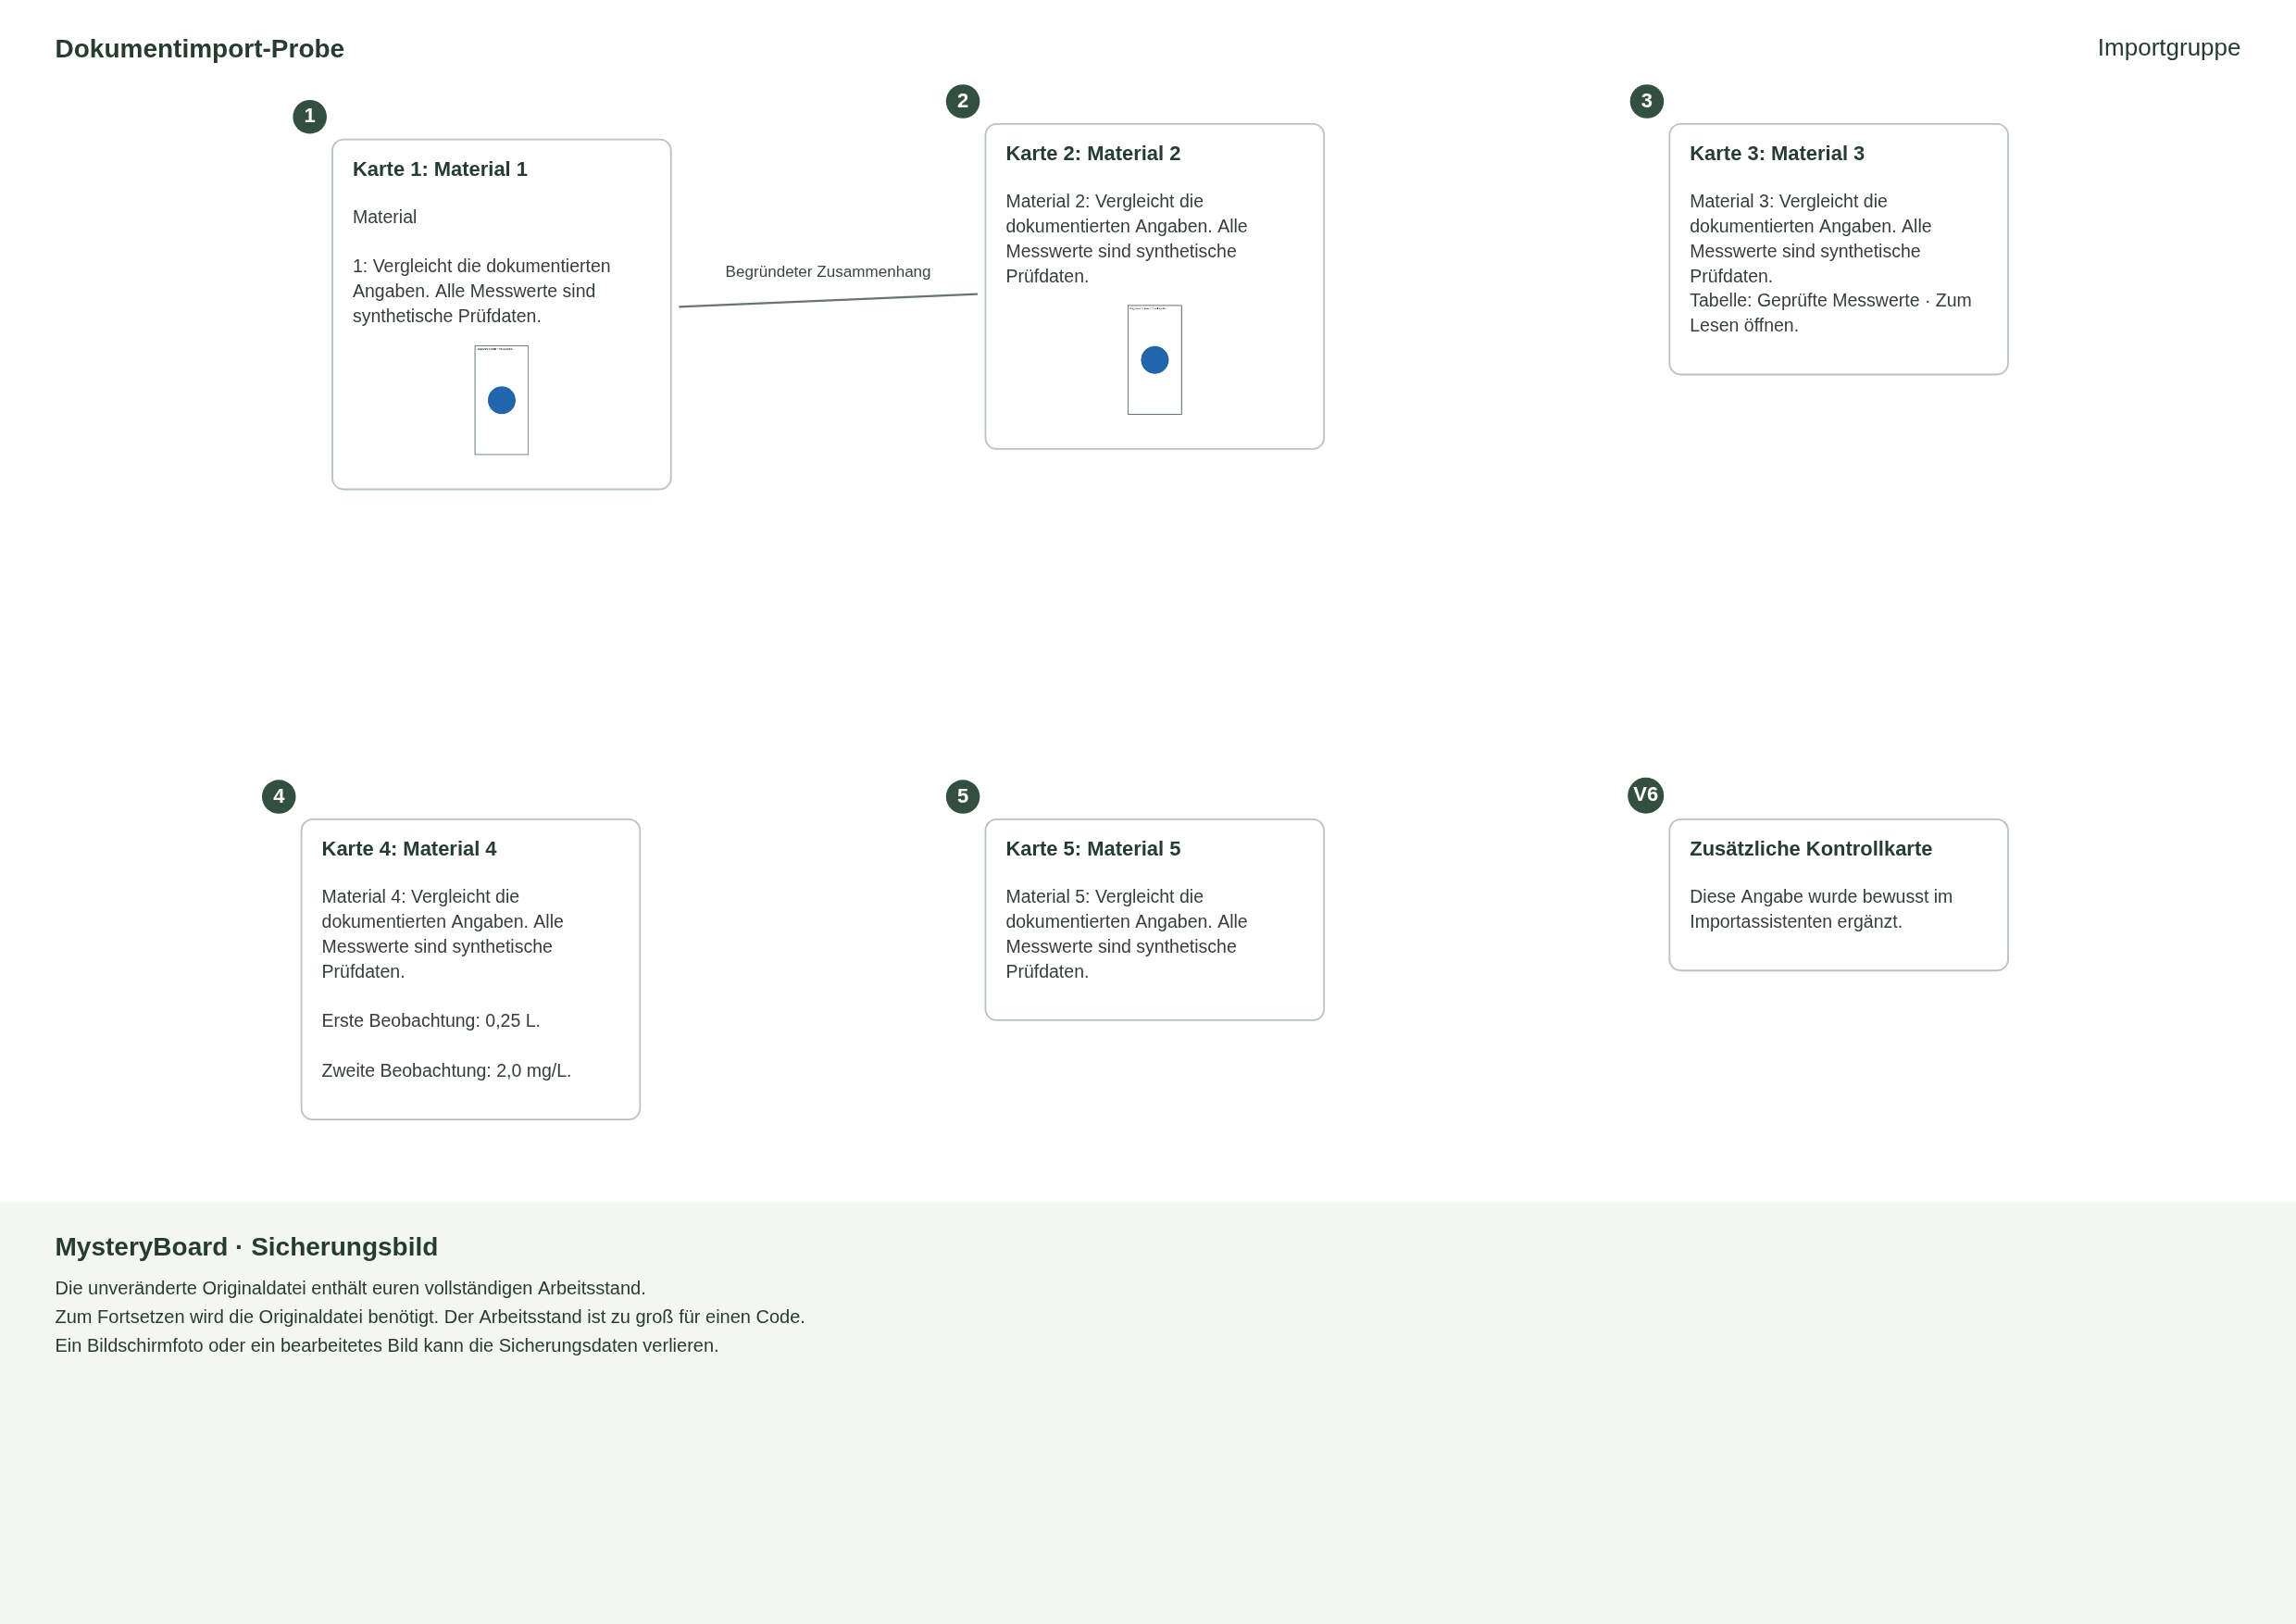 Dokumentimport-Probe
Importgruppe
1
Karte 1: Material 1
Material
1: Vergleicht die dokumentierten
Angaben. Alle Messwerte sind
synthetische Prüfdaten.
Begründeter Zusammenhang
2
Karte 2: Material 2
Material 2: Vergleicht die
dokumentierten Angaben. Alle
Messwerte sind synthetische
Prüfdaten.
3
Karte 3: Material 3
Material 3: Vergleicht die
dokumentierten Angaben. Alle
Messwerte sind synthetische
Prüfdaten.
Tabelle: Geprüfte Messwerte · Zum
Lesen öffnen.
4
Karte 4: Material 4
Material 4: Vergleicht die
dokumentierten Angaben. Alle
Messwerte sind synthetische
Prüfdaten.
Erste Beobachtung: 0,25 L.
Zweite Beobachtung: 2,0 mg/L.
5
Karte 5: Material 5
Material 5: Vergleicht die
dokumentierten Angaben. Alle
Messwerte sind synthetische
Prüfdaten.
V6
Zusätzliche Kontrollkarte
Diese Angabe wurde bewusst im
Importassistenten ergänzt.
MysteryBoard · Sicherungsbild
Die unveränderte Originaldatei enthält euren vollständigen Arbeitsstand.
Zum Fortsetzen wird die Originaldatei benötigt. Der Arbeitsstand ist zu groß für einen Code.
Ein Bildschirmfoto oder ein bearbeitetes Bild kann die Sicherungsdaten verlieren.